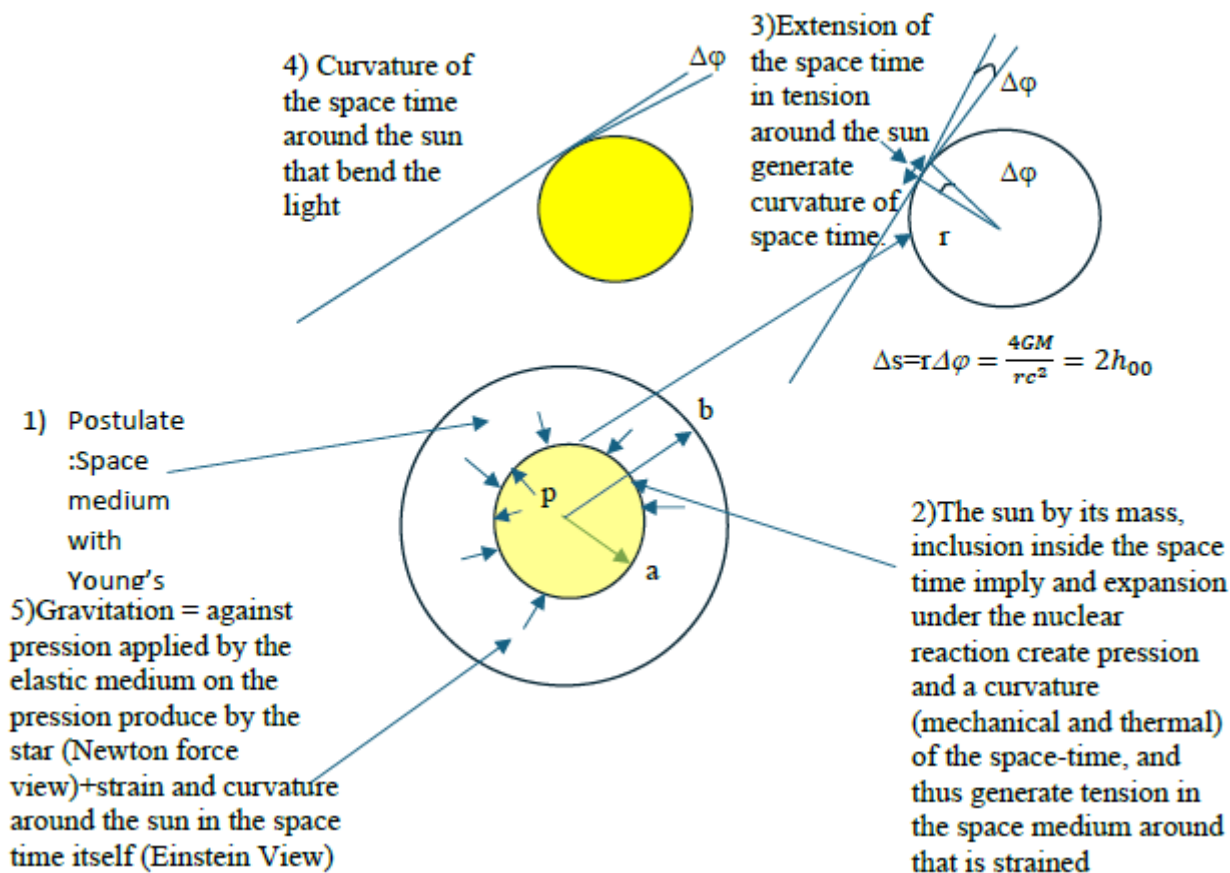 4) Curvature of
the space time
around the sun
that bend the
light
Δφ
3)Extension of
the space time
in tension
around the sun
generate
curvature of
space time.
Δφ
Δφ
r
Δs=rΔφ = 4GM/rc² = 2h₀₀
1) Postulate
:Space
medium
with
Young's
b
p
a
2)The sun by its mass,
inclusion inside the space
time imply and expansion
under the nuclear
reaction create pression
and a curvature
(mechanical and thermal)
of the space-time, and
thus generate tension in
the space medium around
that is strained
5)Gravitation = against
pression applied by the
elastic medium on the
pression produce by the
star (Newton force
view)+strain and curvature
around the sun in the space
time itself (Einstein View)